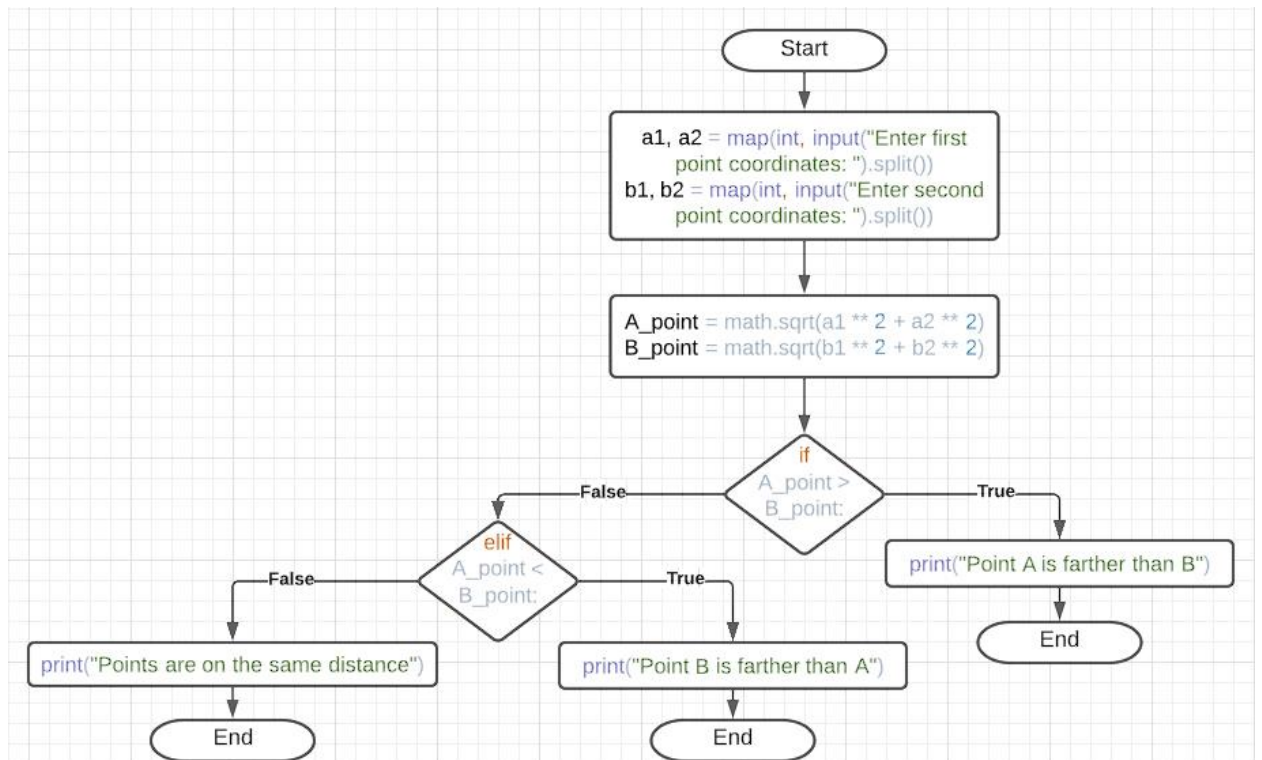 Start
a1, a2 = map(int, input("Enter first
point coordinates: ").split())
b1, b2 = map(int, input("Enter second
point coordinates: ").split())
A_point = math.sqrt(a1 ** 2 + a2 ** 2)
B_point = math.sqrt(b1 ** 2 + b2 ** 2)
if
A_point >
B_point:
False
True
elif
A_point <
B_point:
print("Point A is farther than B")
False
True
End
print("Points are on the same distance")
print("Point B is farther than A")
End
End